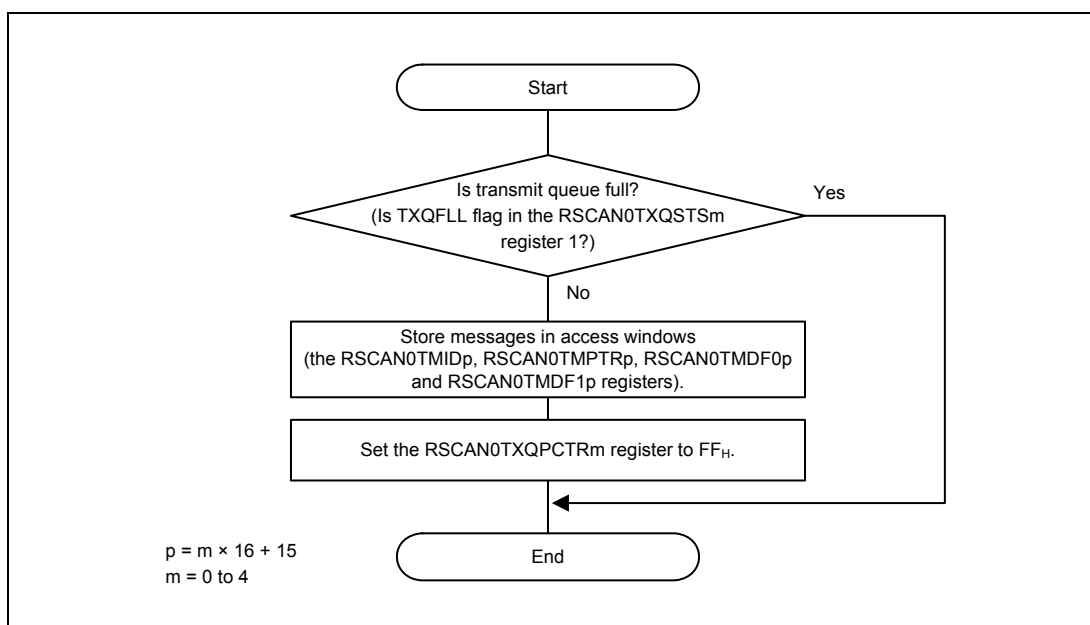 Start
Is transmit queue full?
(Is TXQFLL flag in the RSCAN0TXQSTSm
register 1?)
Yes
No
Store messages in access windows
(the RSCAN0TMIDp, RSCAN0TMPTRp, RSCAN0TMDF0p
and RSCAN0TMDF1p registers).
Set the RSCAN0TXQPCTRm register to FFH.
End
p = m × 16 + 15
m = 0 to 4